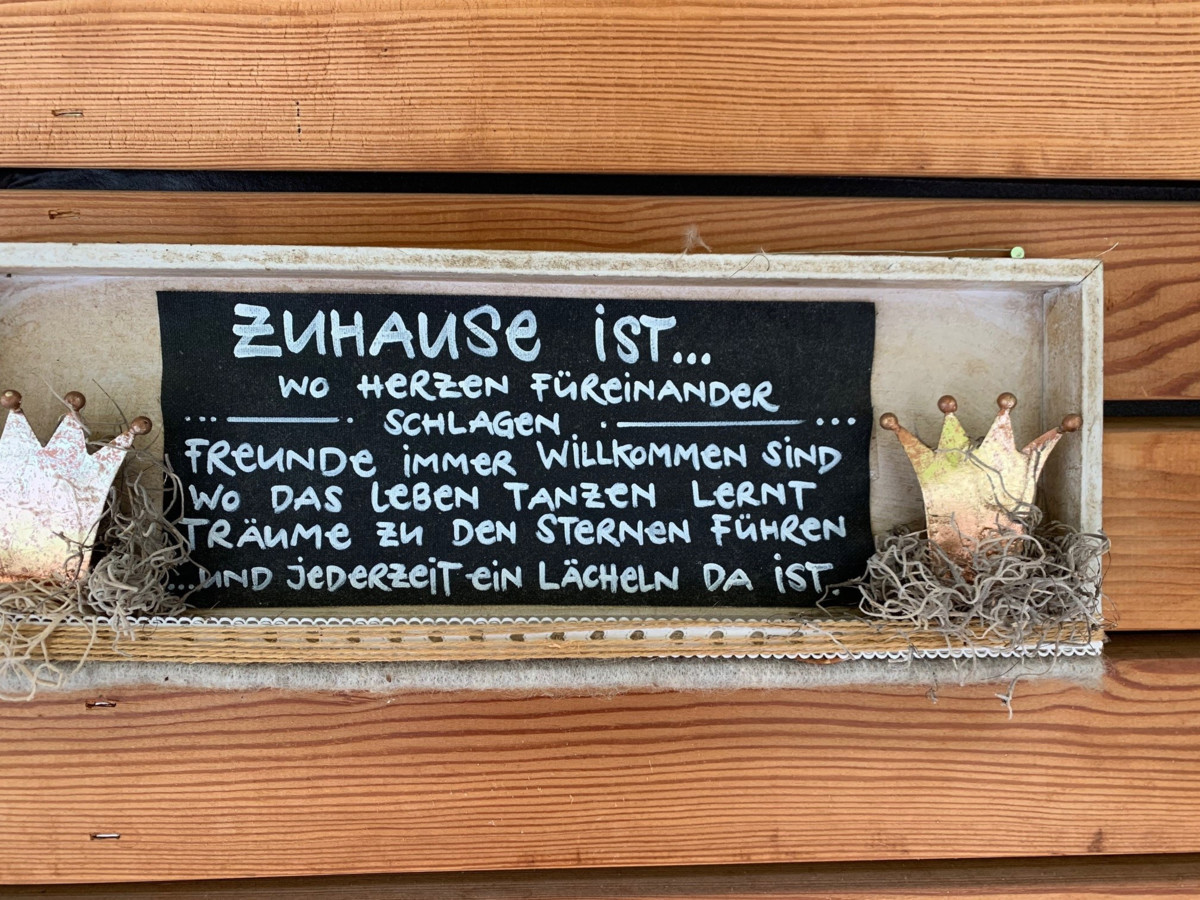 ZUHAUSE iST...
WO HERZEN FÜREINANDER
... SCHLAGEN ...
FREUNDE iMMER WiLLKOMMEN SiND
WO DAS LEBEN TANZEN LERNT
TRÄUME ZU DEN STERNEN FÜHREN
...UND JEDERZEiT EiN LÄCHELN DA iST.